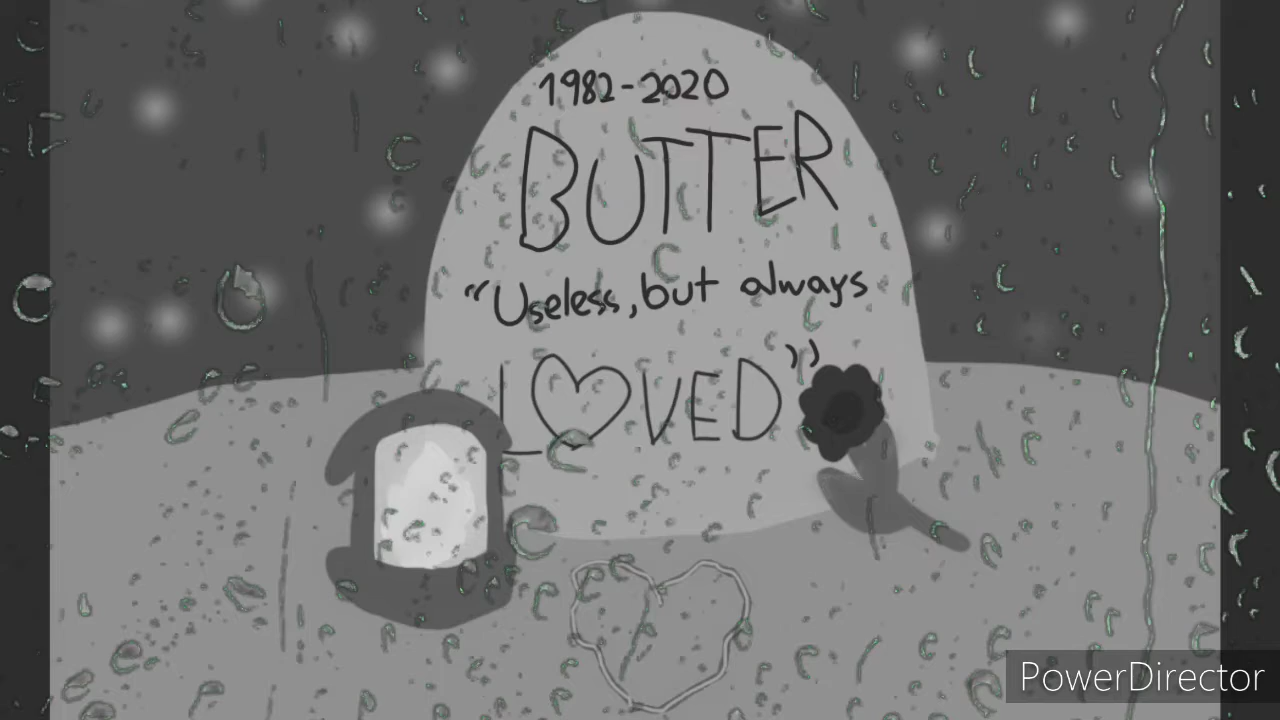 1982-2020
BUTTER
"Useless, but always
LOVED"
PowerDirector